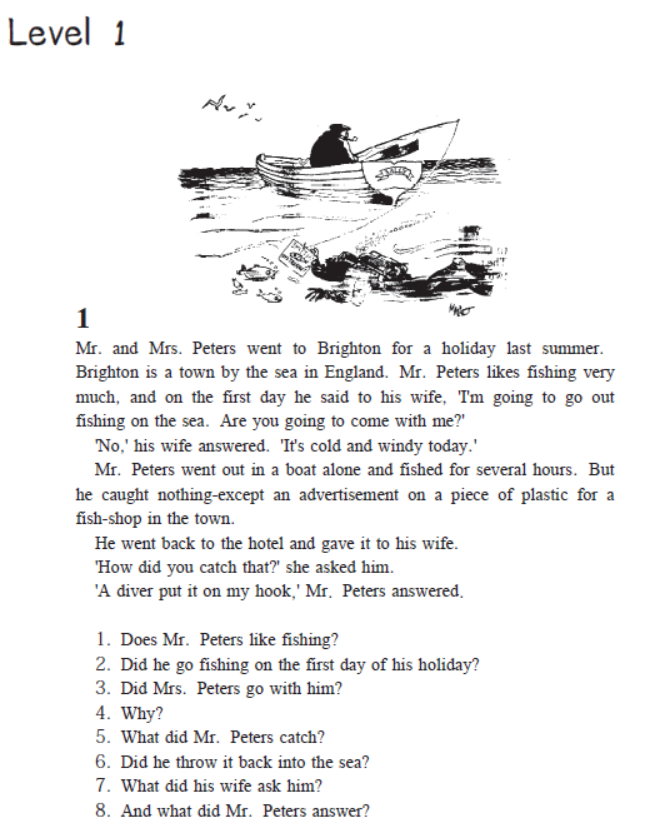 Level 1
1
Mr. and Mrs. Peters went to Brighton for a holiday last summer.
Brighton is a town by the sea in England. Mr. Peters likes fishing very
much, and on the first day he said to his wife, 'I'm going to go out
fishing on the sea. Are you going to come with me?'
'No,' his wife answered. 'It's cold and windy today.'
Mr. Peters went out in a boat alone and fished for several hours. But
he caught nothing-except an advertisement on a piece of plastic for a
fish-shop in the town.
He went back to the hotel and gave it to his wife.
'How did you catch that?' she asked him.
'A diver put it on my hook,' Mr. Peters answered.
1. Does Mr. Peters like fishing?
2. Did he go fishing on the first day of his holiday?
3. Did Mrs. Peters go with him?
4. Why?
5. What did Mr. Peters catch?
6. Did he throw it back into the sea?
7. What did his wife ask him?
8. And what did Mr. Peters answer?